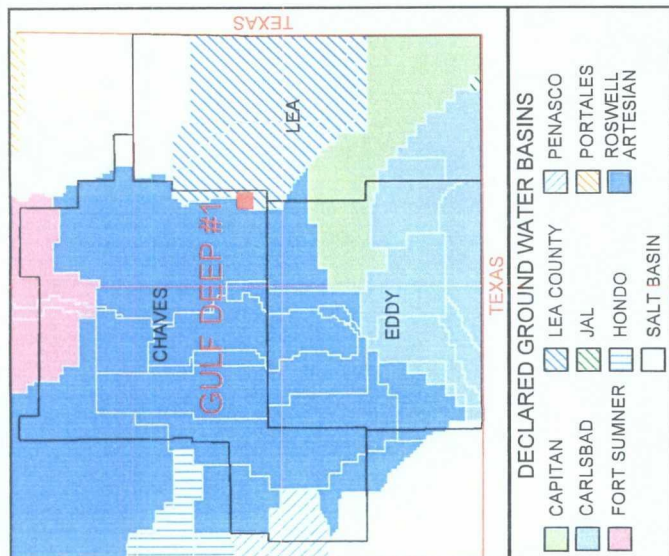 TEXAS
LEA
CHAVES
GULF DEEP #1
EDDY
TEXAS
DECLARED GROUND WATER BASINS
CAPITAN
LEA COUNTY
PENASCO
CARLSBAD
JAL
PORTALES
FORT SUMNER
HONDO
ROSWELL
ARTESIAN
SALT BASIN